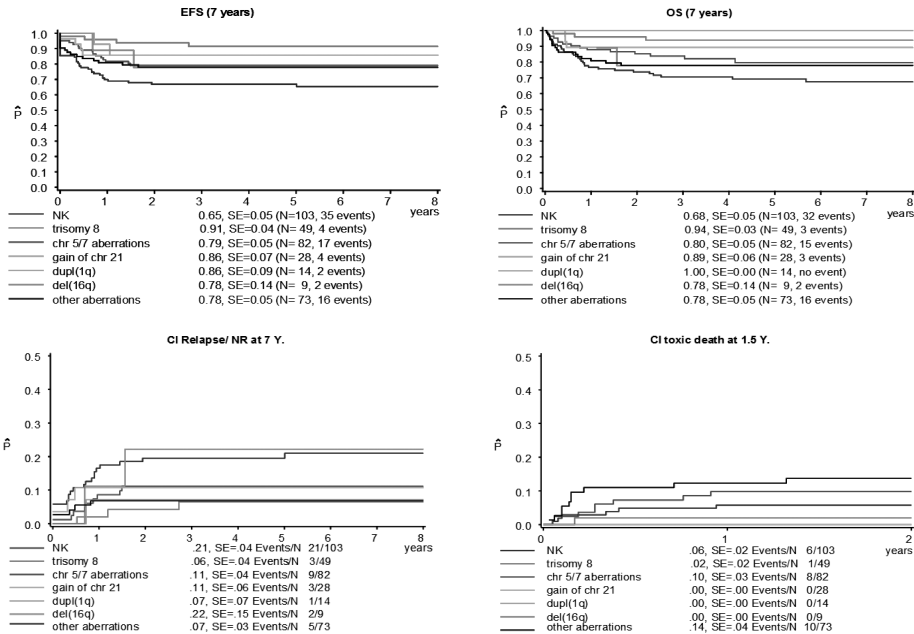 EFS (7 years)
1.0
0.9
0.8
0.7
0.6
0.5
0.4
0.3
0.2
0.1
0.0
P̂
0 1 2 3 4 5 6 7 8
years
NK 0.65, SE=0.05 (N=103, 35 events)
trisomy 8 0.91, SE=0.04 (N= 49, 4 events)
chr 5/7 aberrations 0.79, SE=0.05 (N= 82, 17 events)
gain of chr 21 0.86, SE=0.07 (N= 28, 4 events)
dupl(1q) 0.86, SE=0.09 (N= 14, 2 events)
del(16q) 0.78, SE=0.14 (N= 9, 2 events)
other aberrations 0.78, SE=0.05 (N= 73, 16 events)
OS (7 years)
1.0
0.9
0.8
0.7
0.6
0.5
0.4
0.3
0.2
0.1
0.0
P̂
0 1 2 3 4 5 6 7 8
years
NK 0.68, SE=0.05 (N=103, 32 events)
trisomy 8 0.94, SE=0.03 (N= 49, 3 events)
chr 5/7 aberrations 0.80, SE=0.05 (N= 82, 15 events)
gain of chr 21 0.89, SE=0.06 (N= 28, 3 events)
dupl(1q) 1.00, SE=0.00 (N= 14, no event)
del(16q) 0.78, SE=0.14 (N= 9, 2 events)
other aberrations 0.78, SE=0.05 (N= 73, 16 events)
CI Relapse/ NR at 7 Y.
0.5
0.4
0.3
0.2
0.1
0.0
P̂
0 1 2 3 4 5 6 7 8
years
NK .21, SE=.04 Events/N 21/103
trisomy 8 .06, SE=.04 Events/N 3/49
chr 5/7 aberrations .11, SE=.04 Events/N 9/82
gain of chr 21 .11, SE=.06 Events/N 3/28
dupl(1q) .07, SE=.07 Events/N 1/14
del(16q) .22, SE=.15 Events/N 2/9
other aberrations .07, SE=.03 Events/N 5/73
CI toxic death at 1.5 Y.
0.5
0.4
0.3
0.2
0.1
0.0
P̂
0 1 2
years
NK .06, SE=.02 Events/N 6/103
trisomy 8 .02, SE=.02 Events/N 1/49
chr 5/7 aberrations .10, SE=.03 Events/N 8/82
gain of chr 21 .00, SE=.00 Events/N 0/28
dupl(1q) .00, SE=.00 Events/N 0/14
del(16q) .00, SE=.00 Events/N 0/9
other aberrations .14, SE=.04 Events/N 10/73